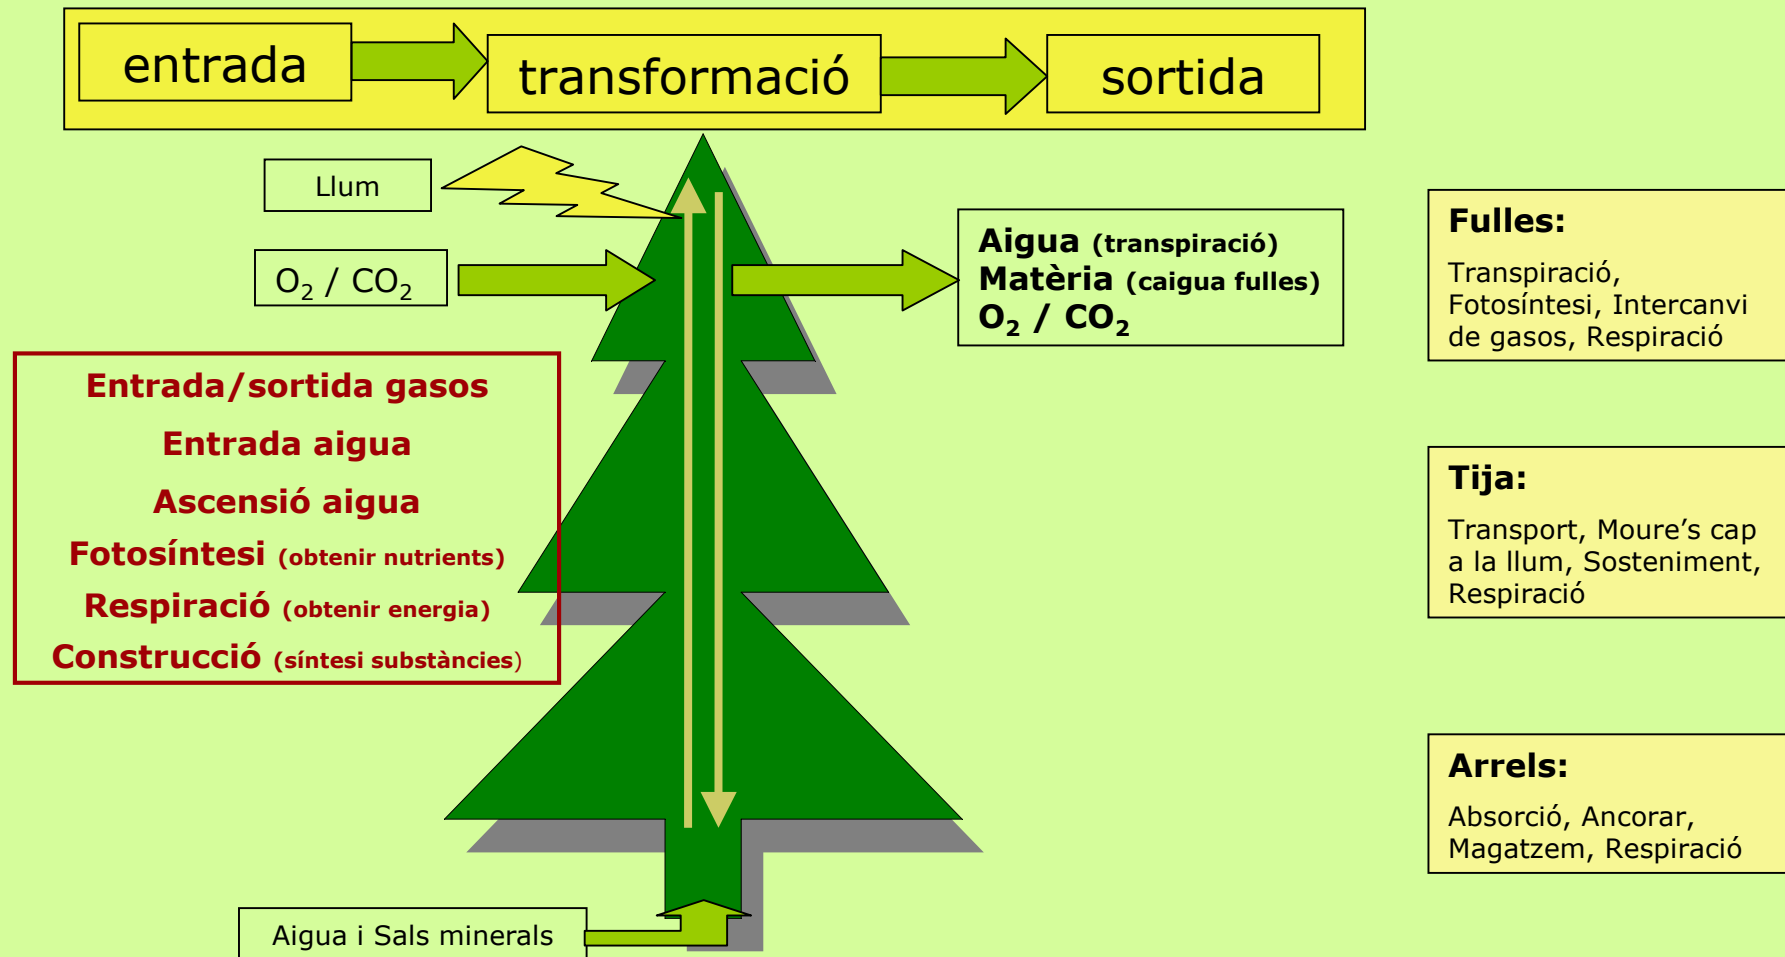 entrada
transformació
sortida
Llum
O₂ / CO₂
Aigua (transpiració)
Matèria (caigua fulles)
O₂ / CO₂
Entrada/sortida gasos
Entrada aigua
Ascensió aigua
Fotosíntesi (obtenir nutrients)
Respiració (obtenir energia)
Construcció (síntesi substàncies)
Aigua i Sals minerals
Fulles:
Transpiració,
Fotosíntesi, Intercanvi
de gasos, Respiració
Tija:
Transport, Moure’s cap
a la llum, Sosteniment,
Respiració
Arrels:
Absorció, Ancorar,
Magatzem, Respiració